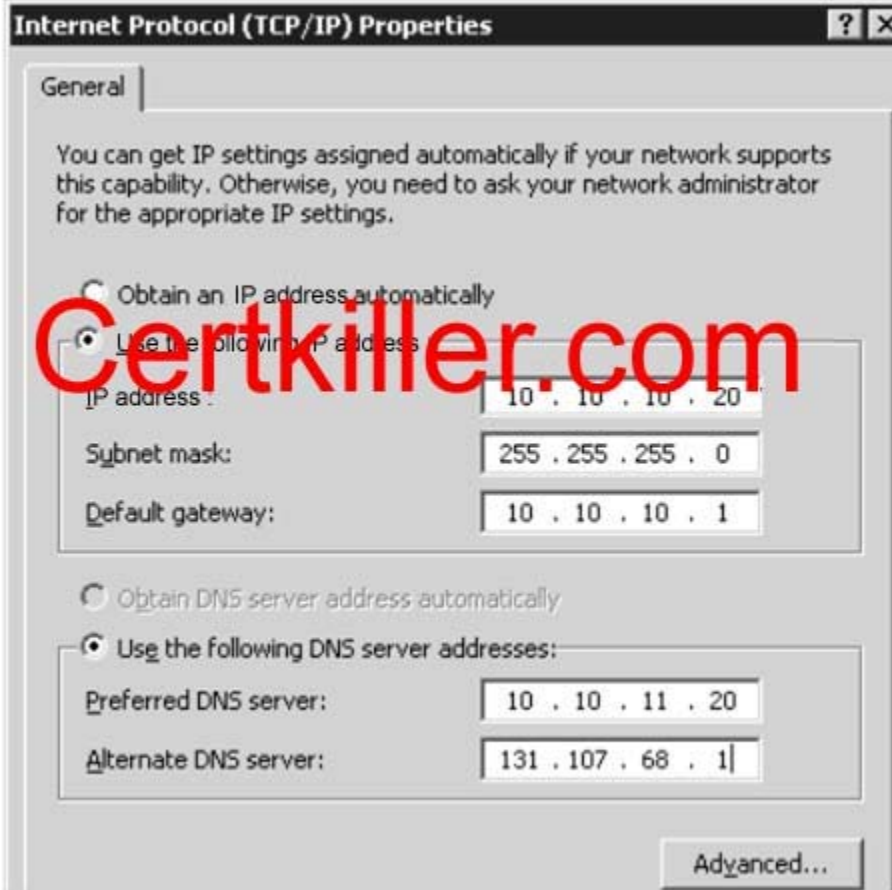 Internet Protocol (TCP/IP) Properties ? X
General
You can get IP settings assigned automatically if your network supports
this capability. Otherwise, you need to ask your network administrator
for the appropriate IP settings.
Obtain an IP address automatically
Certkiller.com
Use the following IP address :
IP address : 10 . 10 . 10 . 20
Subnet mask: 255 . 255 . 255 . 0
Default gateway: 10 . 10 . 10 . 1
Obtain DNS server address automatically
Use the following DNS server addresses:
Preferred DNS server: 10 . 10 . 11 . 20
Alternate DNS server: 131 . 107 . 68 . 1
Advanced...